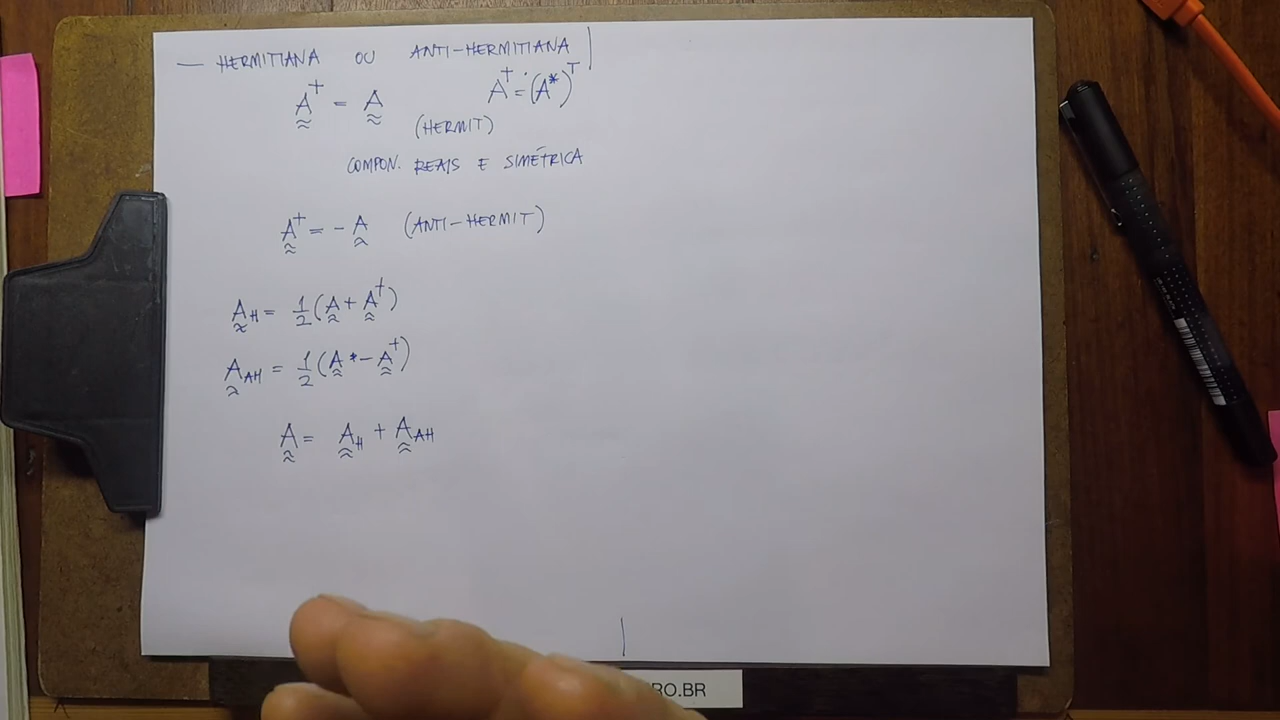 — HERMITIANA OU ANTI-HERMITIANA
A† = A A† = (A*)ᵀ
(HERMIT)
COMPON. REAIS E SIMÉTRICA
A† = - A (ANTI-HERMIT)
A_H = 1/2 (A + A†)
A_AH = 1/2 (A* - A†)
A = A_H + A_AH
RO.BR